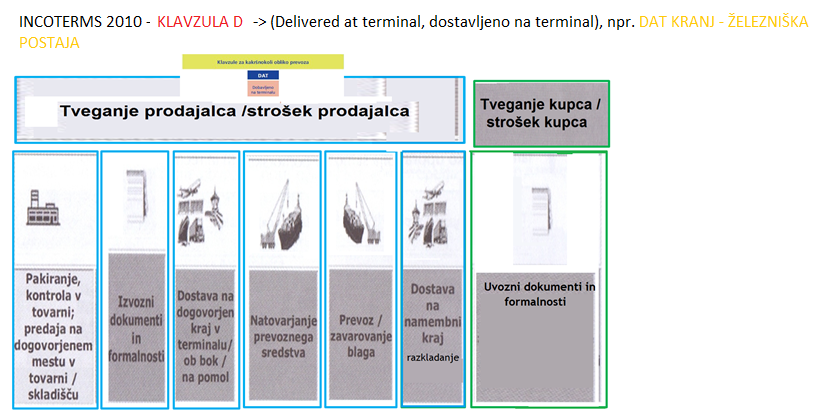 INCOTERMS 2010 - KLAVZULA D -> (Delivered at terminal, dostavljeno na terminal), npr. DAT KRANJ - ŽELEZNIŠKA
POSTAJA
Klavzule za kakršnokoli obliko prevoza
DAT
Dostavljeno
na terminalu
Tveganje prodajalca /strošek prodajalca
Tveganje kupca /
strošek kupca
Pakiranje,
kontrola v
tovarni;
predaja na
dogovorjenem
mestu v
tovarni /
skladišču
Izvozni
dokumenti
in
formalnosti
Dostava na
dogovorjen
kraj v
terminalu/
ob bok /
na pomol
Natovarjanje
prevoznega
sredstva
Prevoz /
zavarovanje
blaga
Dostava
na
namembni
kraj
razkladanje
Uvozni dokumenti in
formalnosti